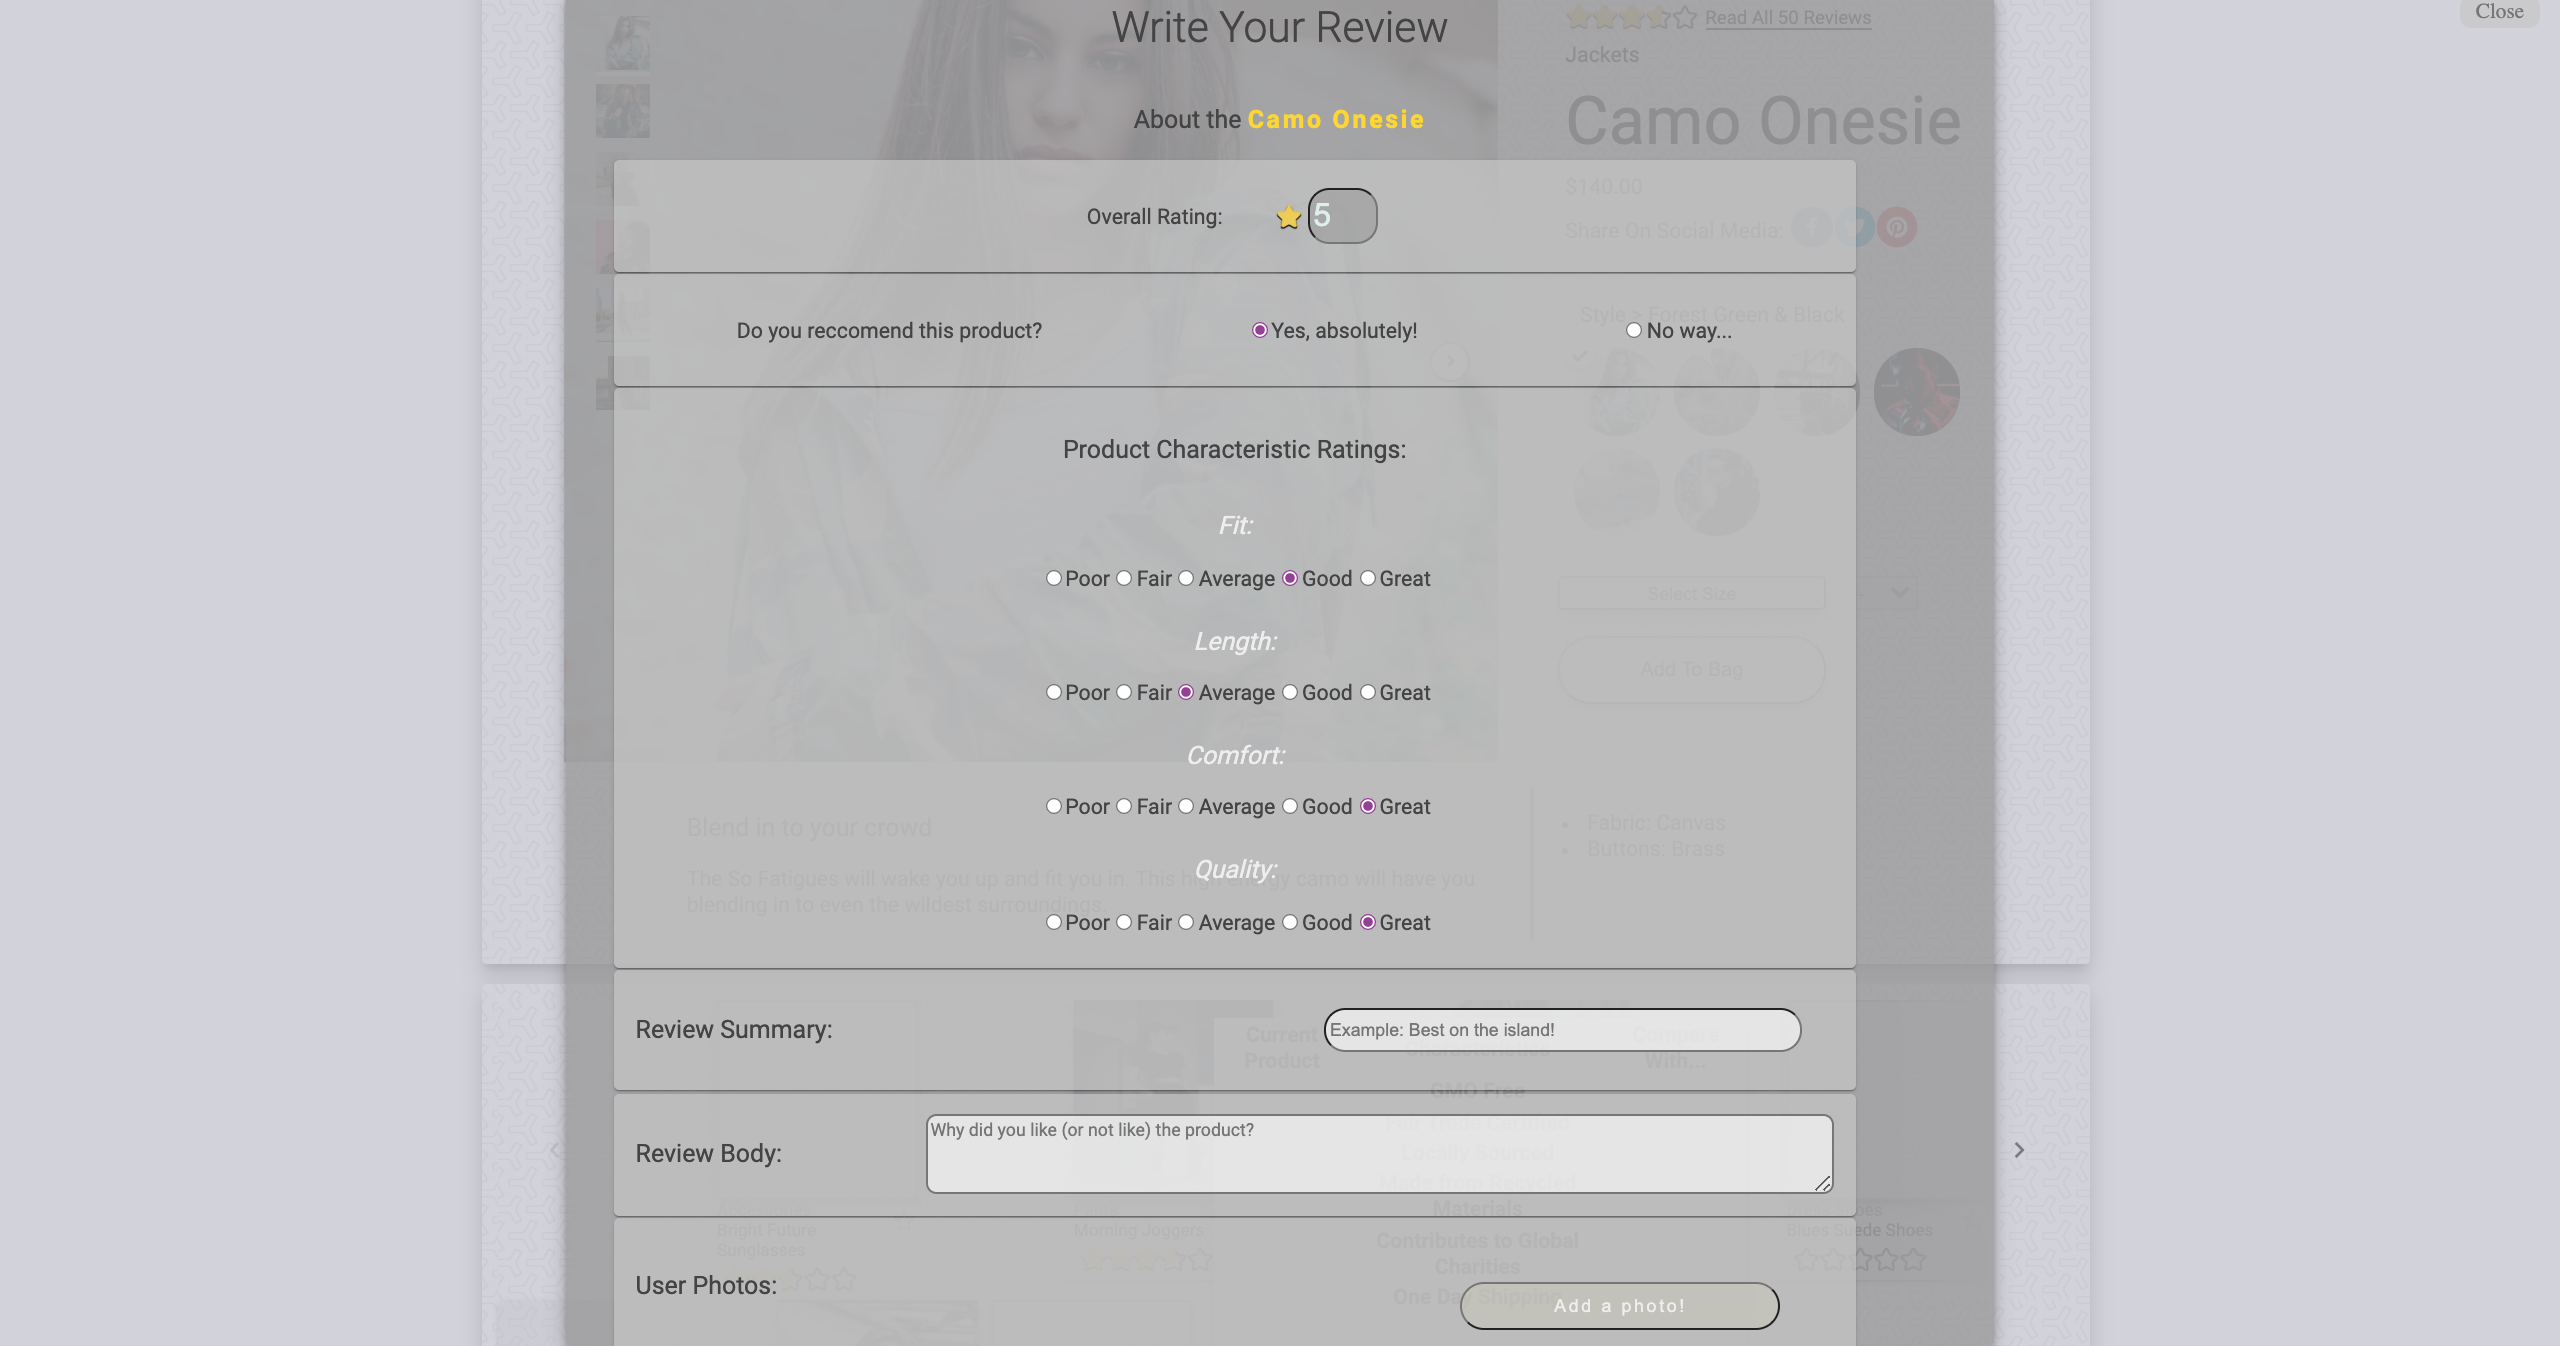 Write Your Review
Close
Read All 50 Reviews
Jackets
About the Camo Onesie
Camo Onesie
$140.00
Overall Rating: 5
Share On Social Media:
Style > Forest Green & Black
Do you reccomend this product? Yes, absolutely! No way...
Product Characteristic Ratings:
Fit:
Poor Fair Average Good Great
Select Size
Length:
Add To Bag
Poor Fair Average Good Great
Comfort:
Poor Fair Average Good Great
Blend in to your crowd
Fabric: Canvas
Buttons: Brass
Quality:
The So Fatigues will wake you up and fit you in. This high energy camo will have you
blending in to even the wildest surroundings.
Poor Fair Average Good Great
Review Summary: Example: Best on the island!
Current
Product
Characteristics
Compare
With...
GMO Free
Fair Trade Certified
Locally Sourced
Made from Recycled
Materials
Contributes to Global
Charities
One Day Shipping
Review Body: Why did you like (or not like) the product?
Bright Future
Sunglasses
Morning Joggers
Blues Suede Shoes
User Photos: Add a photo!